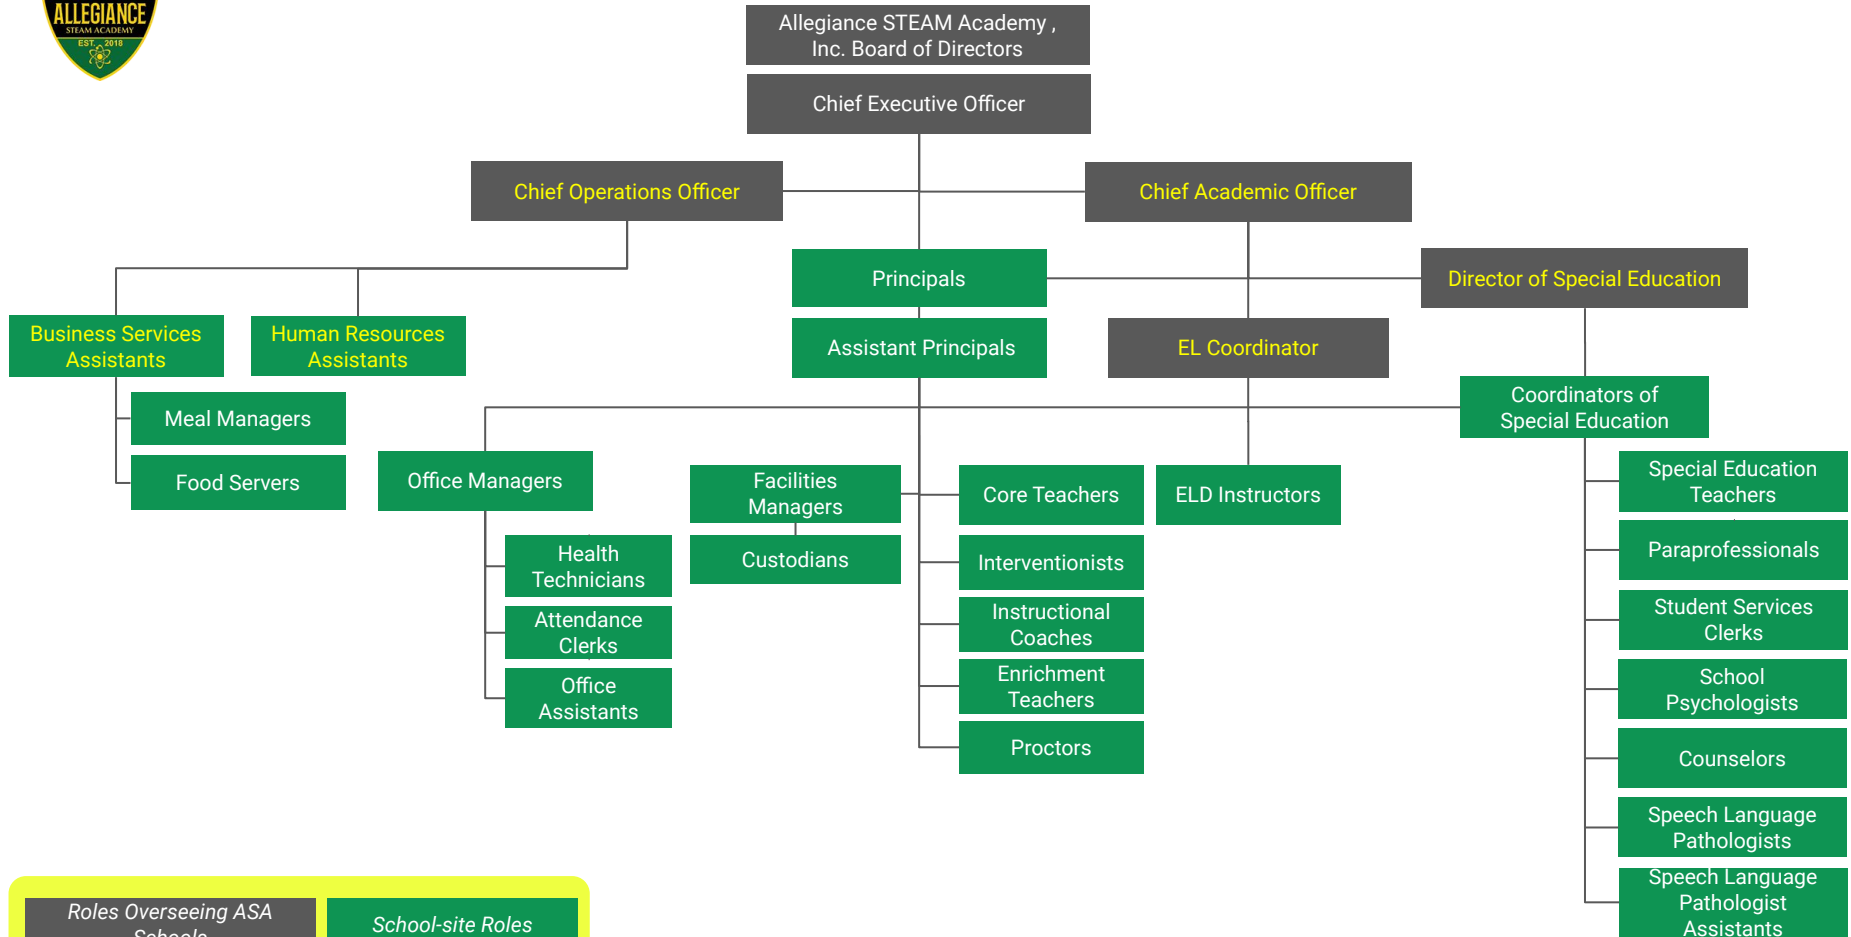 ALLEGIANCE
STEAM ACADEMY
EST. 2018
Allegiance STEAM Academy ,
Inc. Board of Directors
Chief Executive Officer
Chief Operations Officer
Chief Academic Officer
Principals
Director of Special Education
Business Services
Assistants
Human Resources
Assistants
Assistant Principals
EL Coordinator
Coordinators of
Special Education
Meal Managers
Food Servers
Office Managers
Facilities
Managers
Core Teachers
ELD Instructors
Special Education
Teachers
Health
Technicians
Custodians
Interventionists
Paraprofessionals
Attendance
Clerks
Instructional
Coaches
Student Services
Clerks
Office
Assistants
Enrichment
Teachers
School
Psychologists
Proctors
Counselors
Speech Language
Pathologists
Speech Language
Pathologist
Assistants
Roles Overseeing ASA
Schools
School-site Roles